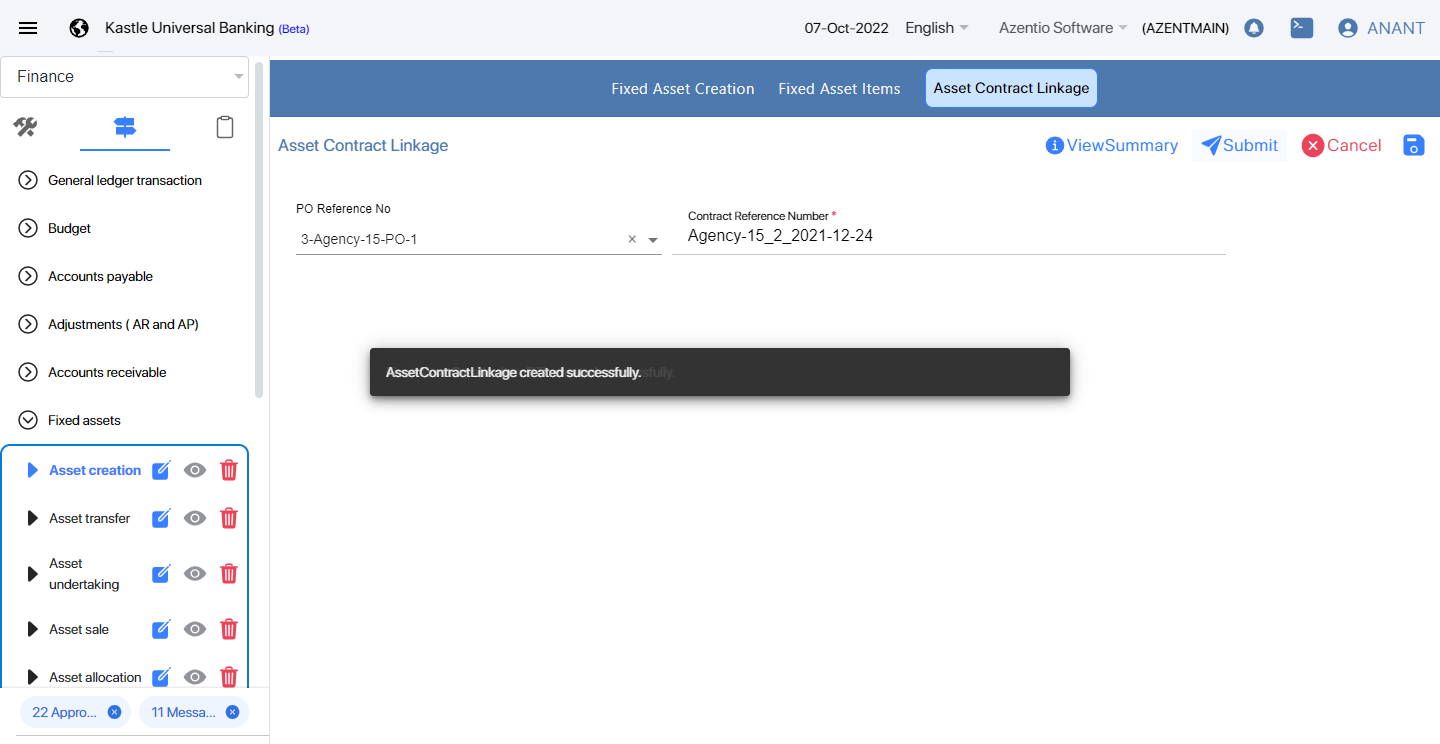 Kastle Universal Banking (Beta)
07-Oct-2022
English
Azentio Software
(AZENTMAIN)
ANANT
Finance
Fixed Asset Creation
Fixed Asset Items
Asset Contract Linkage
Asset Contract Linkage
ViewSummary
Submit
Cancel
General ledger transaction
Budget
Accounts payable
Adjustments ( AR and AP)
Accounts receivable
Fixed assets
Asset creation
Asset transfer
Asset
undertaking
Asset sale
Asset allocation
22 Appro...
11 Messa...
PO Reference No
3-Agency-15-PO-1
Contract Reference Number *
Agency-15_2_2021-12-24
AssetContractLinkage created successfully.